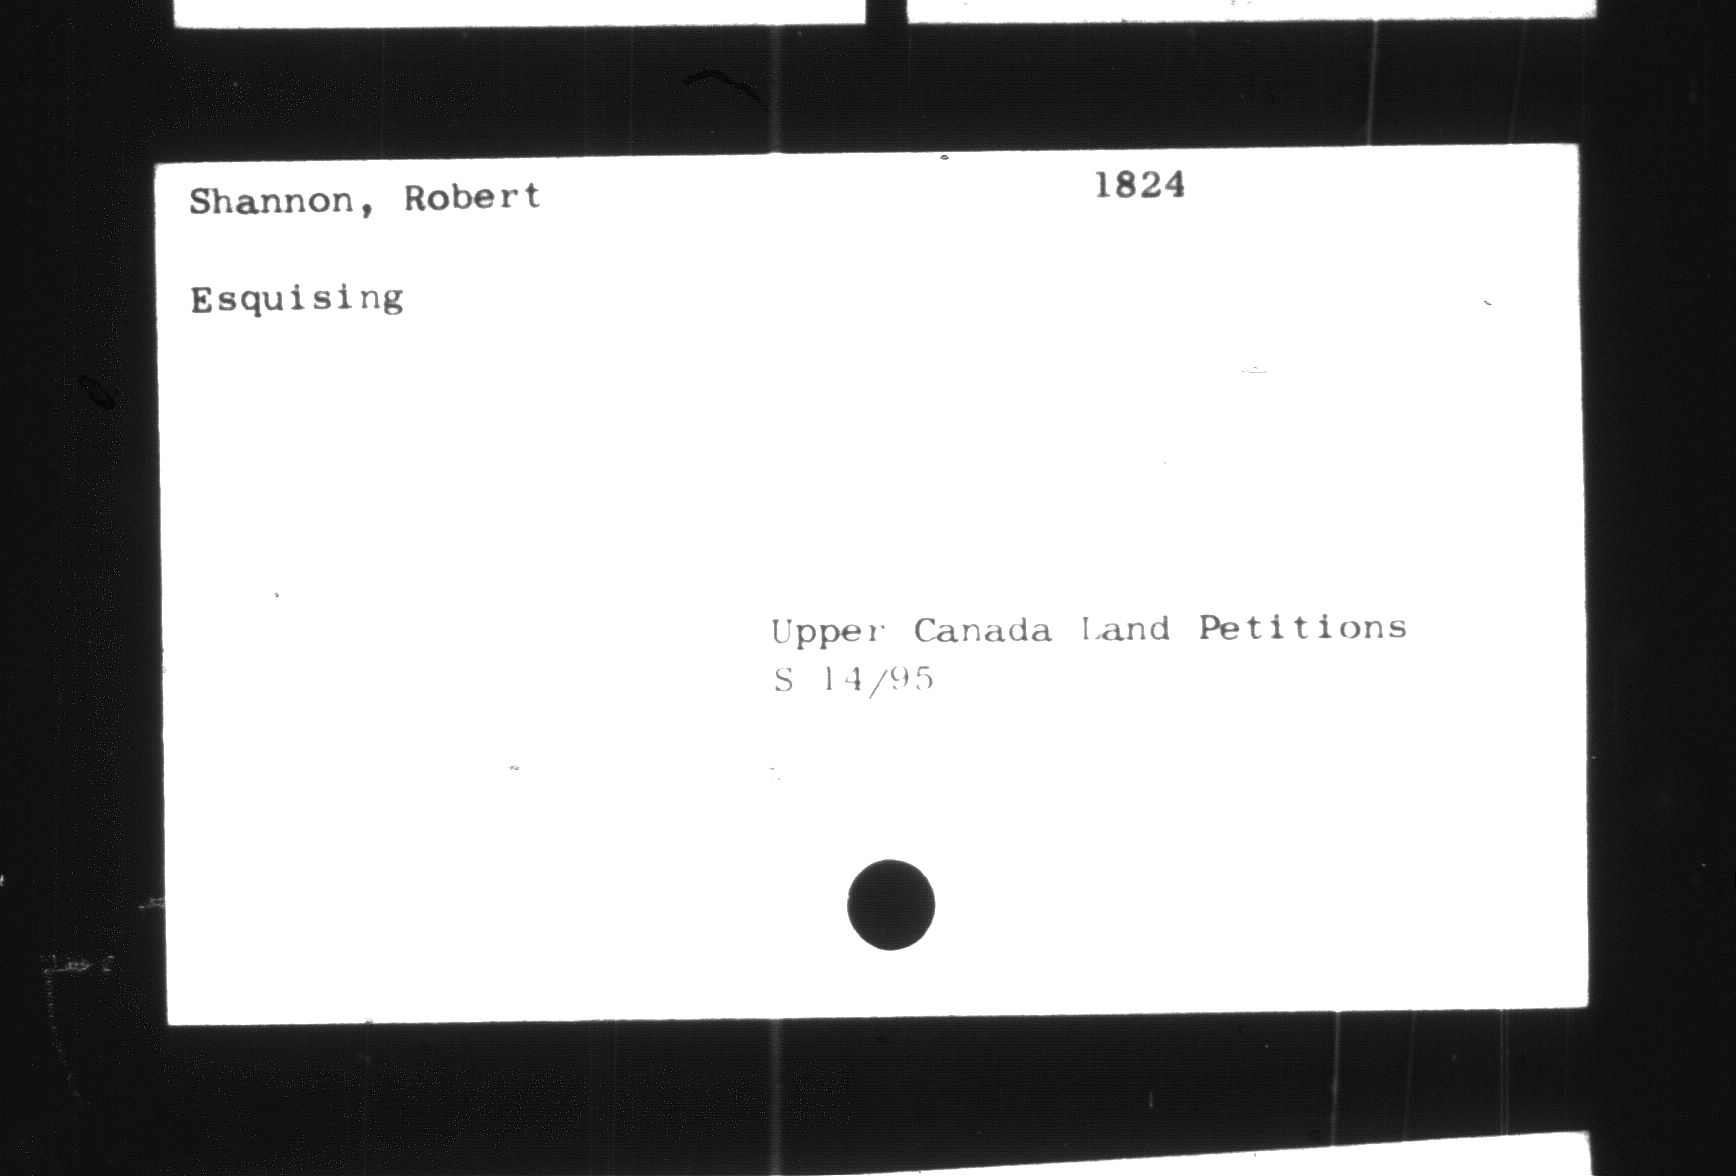 Shannon, Robert 1824
Esquising
Upper Canada Land Petitions
S 14/95